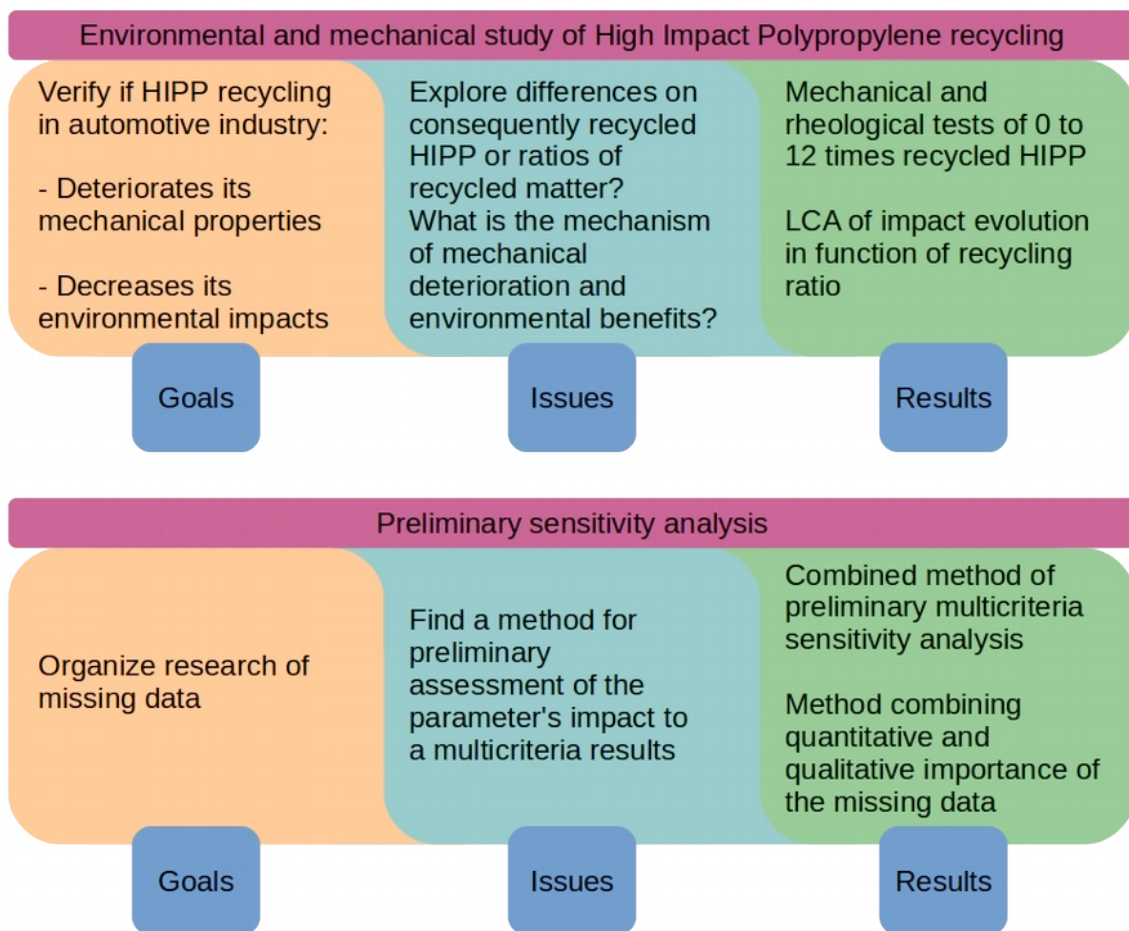 Environmental and mechanical study of High Impact Polypropylene recycling
Verify if HIPP recycling
in automotive industry:
- Deteriorates its
mechanical properties
- Decreases its
environmental impacts
Goals
Explore differences on
consequently recycled
HIPP or ratios of
recycled matter?
What is the mechanism
of mechanical
deterioration and
environmental benefits?
Issues
Mechanical and
rheological tests of 0 to
12 times recycled HIPP
LCA of impact evolution
in function of recycling
ratio
Results
Preliminary sensitivity analysis
Organize research of
missing data
Goals
Find a method for
preliminary
assessment of the
parameter's impact to
a multicriteria results
Issues
Combined method of
preliminary multicriteria
sensitivity analysis
Method combining
quantitative and
qualitative importance of
the missing data
Results